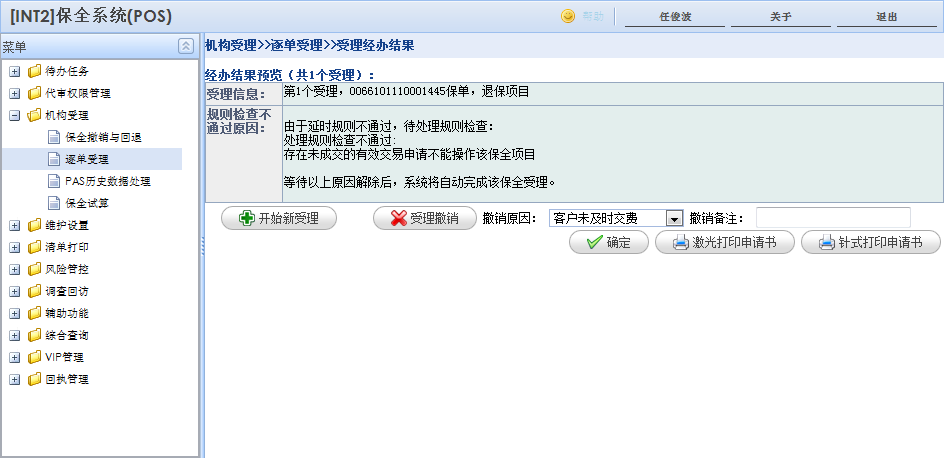 [INT2]保全系统(POS)
帮助
任俊波
关于
退出
菜单
待办任务
代审权限管理
机构受理
保全撤销与回退
逐单受理
PAS历史数据处理
保全试算
维护设置
清单打印
风险管控
调查回访
辅助功能
综合查询
VIP管理
回执管理
机构受理>>逐单受理>>受理经办结果
经办结果预览（共1个受理）：
受理信息：
第1个受理，0066101110001445保单，退保项目
规则检查不
通过原因：
由于延时规则不通过，待处理规则检查：
处理规则检查不通过:
存在未成交的有效交易申请不能操作该保全项目
等待以上原因解除后，系统将自动完成该保全受理。
开始新受理
受理撤销
撤销原因：
客户未及时交费
撤销备注：
确定
激光打印申请书
针式打印申请书